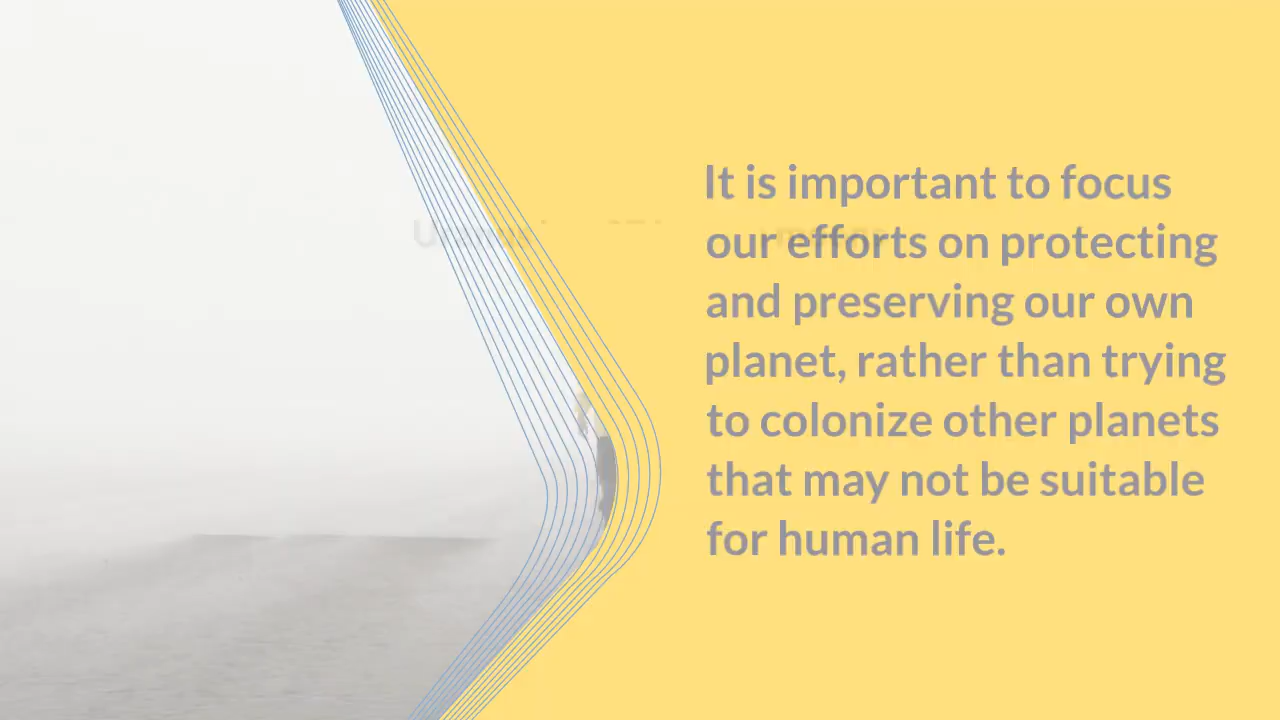 It is important to focus
our efforts on protecting
and preserving our own
planet, rather than trying
to colonize other planets
that may not be suitable
for human life.